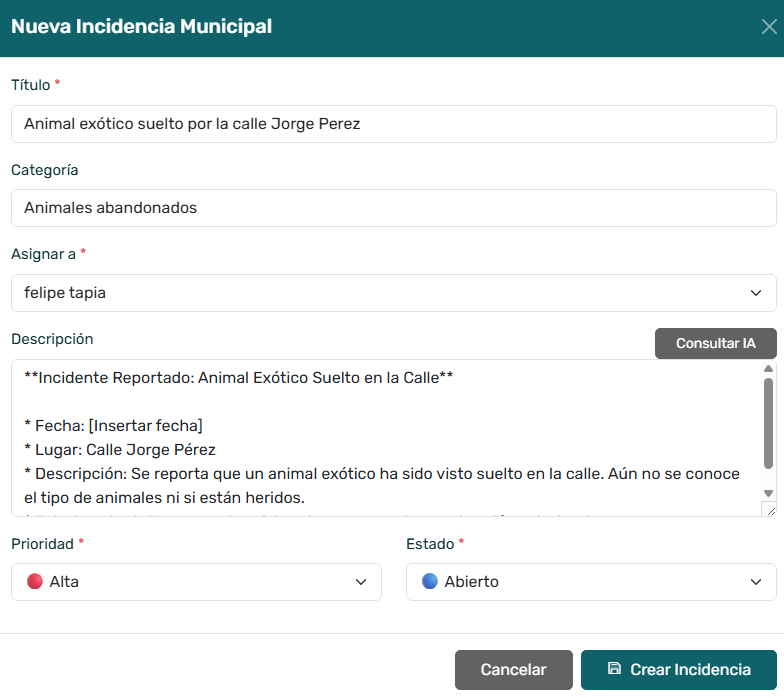 Nueva Incidencia Municipal
Título *
Animal exótico suelto por la calle Jorge Perez
Categoría
Animales abandonados
Asignar a *
felipe tapia
Descripción
Consultar IA
**Incidente Reportado: Animal Exótico Suelto en la Calle**
* Fecha: [Insertar fecha]
* Lugar: Calle Jorge Pérez
* Descripción: Se reporta que un animal exótico ha sido visto suelto en la calle. Aún no se conoce
el tipo de animales ni si están heridos.
Prioridad *
Estado *
Alta
Abierto
Cancelar
Crear Incidencia